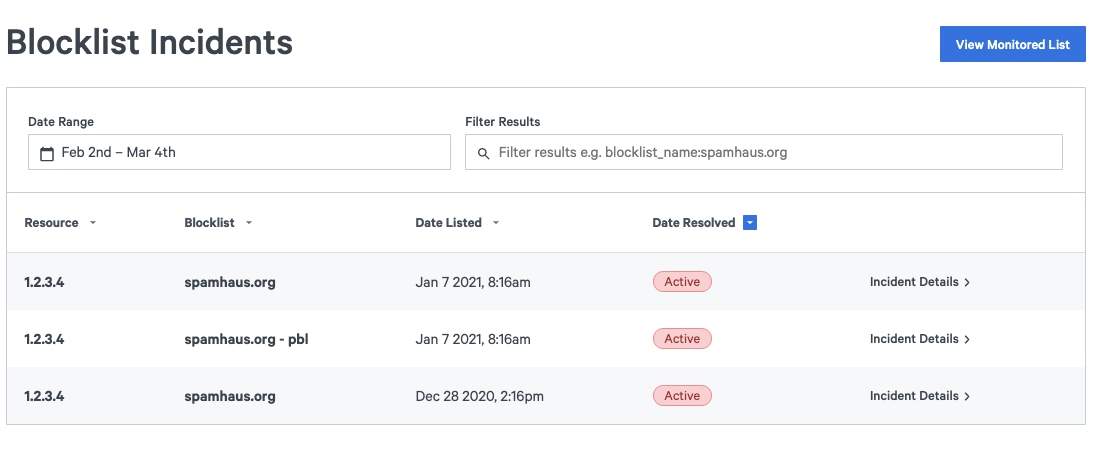 Blocklist Incidents
View Monitored List
Date Range
Filter Results
Feb 2nd – Mar 4th
Filter results e.g. blocklist_name:spamhaus.org
Resource Blocklist Date Listed Date Resolved
1.2.3.4 spamhaus.org Jan 7 2021, 8:16am Active Incident Details
1.2.3.4 spamhaus.org - pbl Jan 7 2021, 8:16am Active Incident Details
1.2.3.4 spamhaus.org Dec 28 2020, 2:16pm Active Incident Details